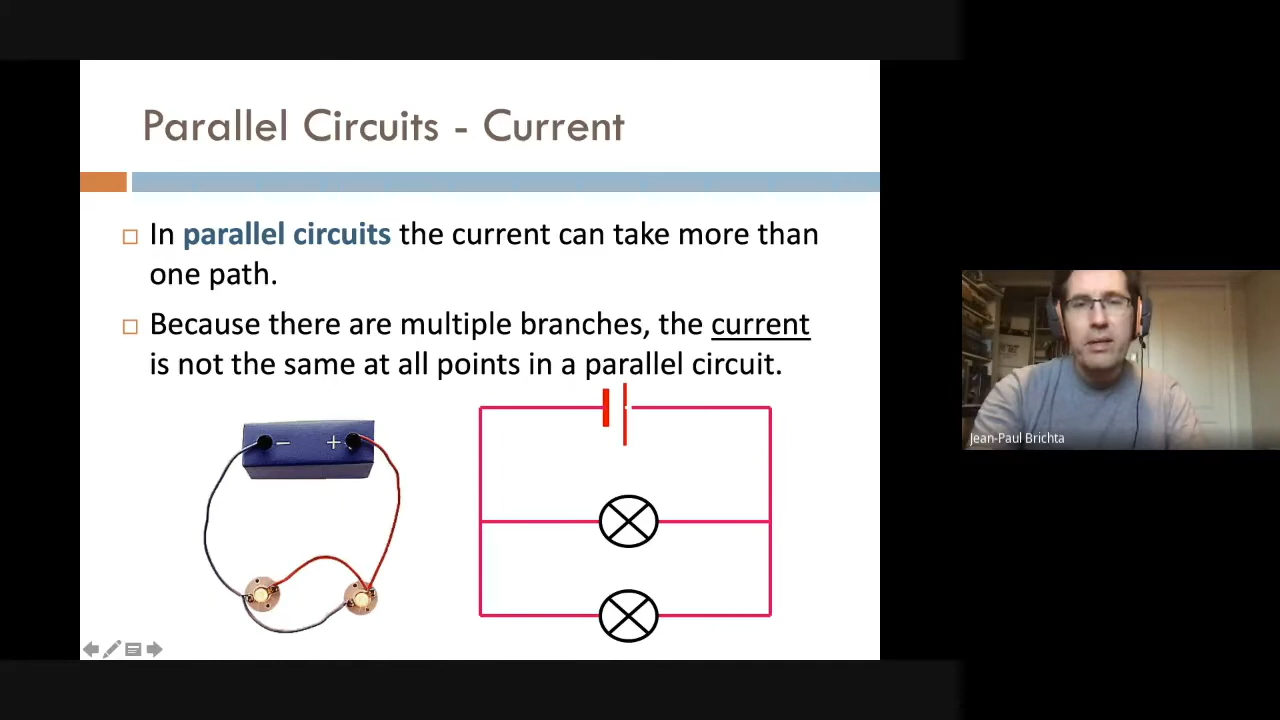 Parallel Circuits - Current
In parallel circuits the current can take more than
one path.
Because there are multiple branches, the current
is not the same at all points in a parallel circuit.
− +
Jean-Paul Brichta